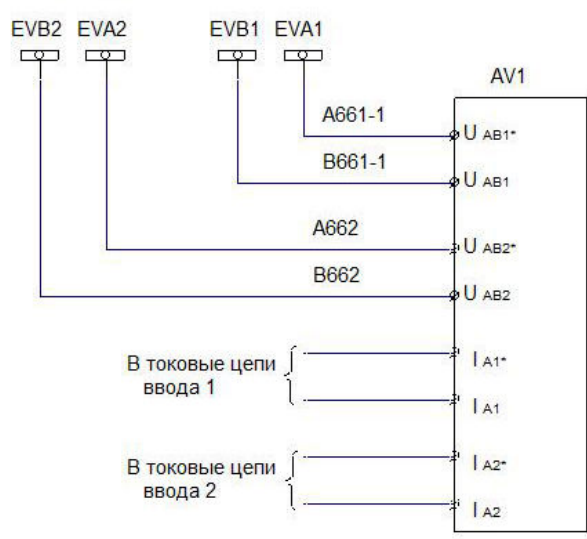 EVB2 EVA2 EVB1 EVA1
AV1
A661-1
U AB1*
B661-1
U AB1
A662
U AB2*
B662
U AB2
В токовые цепи
ввода 1
I A1*
I A1
В токовые цепи
ввода 2
I A2*
I A2